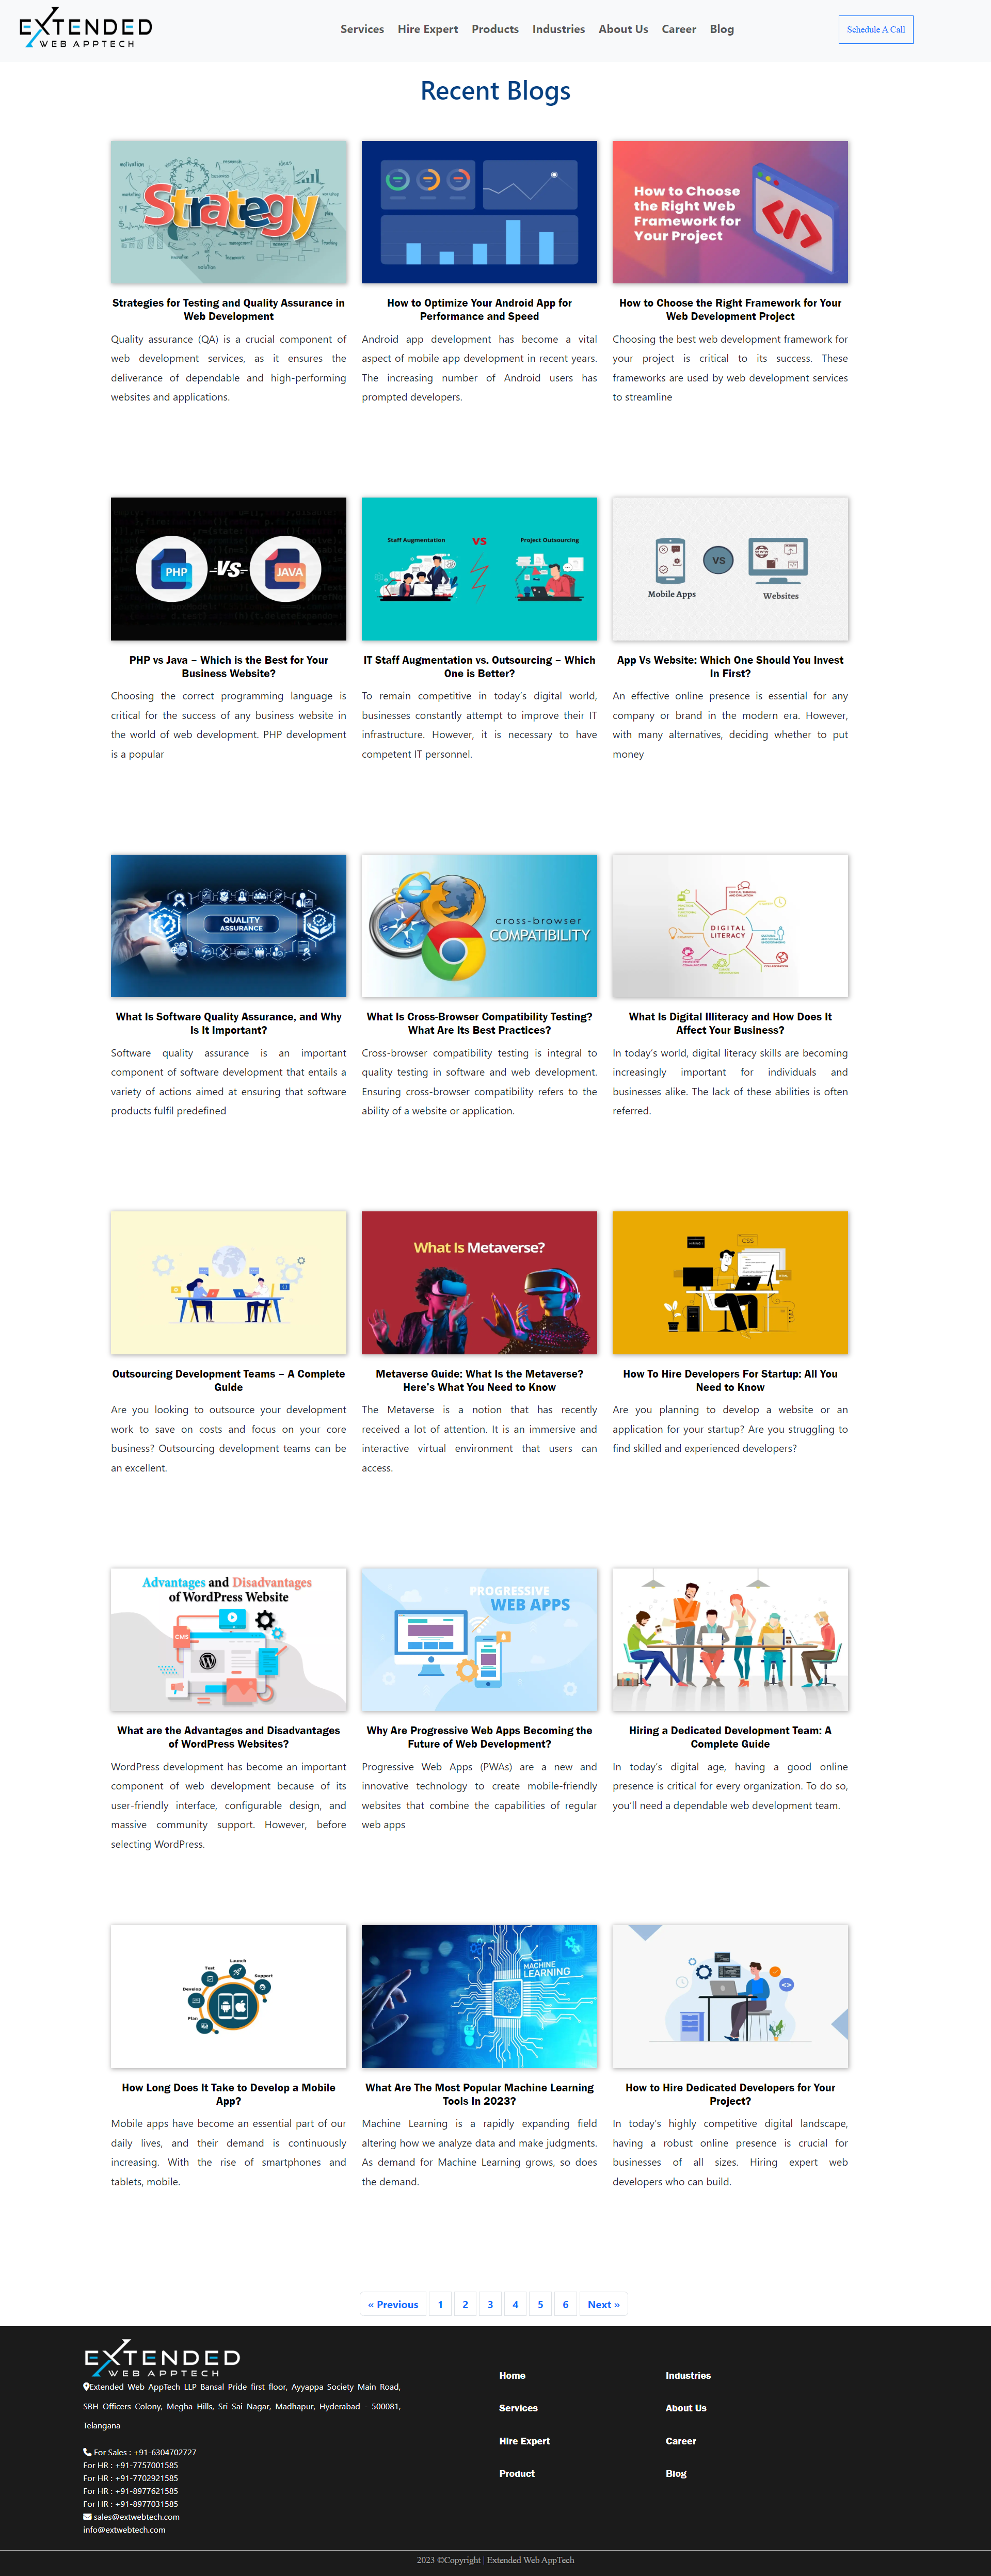 EXTENDED
WEB APPTECH
Services Hire Expert Products Industries About Us Career Blog
Schedule A Call
Recent Blogs
Strategy
How to Choose
the Right Web
Framework for
Your Project
Strategies for Testing and Quality Assurance in
Web Development
Quality assurance (QA) is a crucial component of
web development services, as it ensures the
deliverance of dependable and high-performing
websites and applications.
How to Optimize Your Android App for
Performance and Speed
Android app development has become a vital
aspect of mobile app development in recent years.
The increasing number of Android users has
prompted developers.
How to Choose the Right Framework for Your
Web Development Project
Choosing the best web development framework for
your project is critical to its success. These
frameworks are used by web development services
to streamline
PHP -VS- JAVA
Staff Augmentation VS Project Outsourcing
Mobile Apps VS Websites
PHP vs Java – Which is the Best for Your
Business Website?
Choosing the correct programming language is
critical for the success of any business website in
the world of web development. PHP development
is a popular
IT Staff Augmentation vs. Outsourcing – Which
One is Better?
To remain competitive in today's digital world,
businesses constantly attempt to improve their IT
infrastructure. However, it is necessary to have
competent IT personnel.
App Vs Website: Which One Should You Invest
In First?
An effective online presence is essential for any
company or brand in the modern era. However,
with many alternatives, deciding whether to put
money
QUALITY
ASSURANCE
cross-browser
COMPATIBILITY
DIGITAL
LITERACY
What Is Software Quality Assurance, and Why
Is It Important?
Software quality assurance is an important
component of software development that entails a
variety of actions aimed at ensuring that software
products fulfil predefined
What Is Cross-Browser Compatibility Testing?
What Are Its Best Practices?
Cross-browser compatibility testing is integral to
quality testing in software and web development.
Ensuring cross-browser compatibility refers to the
ability of a website or application.
What Is Digital Illiteracy and How Does It
Affect Your Business?
In today's world, digital literacy skills are becoming
increasingly important for individuals and
businesses alike. The lack of these abilities is often
referred.
What Is Metaverse?
CSS
Outsourcing Development Teams – A Complete
Guide
Are you looking to outsource your development
work to save on costs and focus on your core
business? Outsourcing development teams can be
an excellent.
Metaverse Guide: What Is the Metaverse?
Here's What You Need to Know
The Metaverse is a notion that has recently
received a lot of attention. It is an immersive and
interactive virtual environment that users can
access.
How To Hire Developers For Startup: All You
Need to Know
Are you planning to develop a website or an
application for your startup? Are you struggling to
find skilled and experienced developers?
Advantages and Disadvantages
of WordPress Website
CMS
PROGRESSIVE
WEB APPS
What are the Advantages and Disadvantages
of WordPress Websites?
WordPress development has become an important
component of web development because of its
user-friendly interface, configurable design, and
massive community support. However, before
selecting WordPress.
Why Are Progressive Web Apps Becoming the
Future of Web Development?
Progressive Web Apps (PWAs) are a new and
innovative technology to create mobile-friendly
websites that combine the capabilities of regular
web apps
Hiring a Dedicated Development Team: A
Complete Guide
In today's digital age, having a good online
presence is critical for every organization. To do so,
you'll need a dependable web development team.
Plan
Develop
Test
Launch
Support
MACHINE
LEARNING
How Long Does It Take to Develop a Mobile
App?
Mobile apps have become an essential part of our
daily lives, and their demand is continuously
increasing. With the rise of smartphones and
tablets, mobile.
What Are The Most Popular Machine Learning
Tools In 2023?
Machine Learning is a rapidly expanding field
altering how we analyze data and make judgments.
As demand for Machine Learning grows, so does
the demand.
How to Hire Dedicated Developers for Your
Project?
In today's highly competitive digital landscape,
having a robust online presence is crucial for
businesses of all sizes. Hiring expert web
developers who can build.
« Previous 1 2 3 4 5 6 Next »
EXTENDED
WEB APPTECH
Extended Web AppTech LLP Bansal Pride first floor, Ayyappa Society Main Road,
SBH Officers Colony, Megha Hills, Sri Sai Nagar, Madhapur, Hyderabad - 500081,
Telangana
For Sales : +91-6304702727
For HR : +91-7757001585
For HR : +91-7702921585
For HR : +91-8977621585
For HR : +91-8977031585
sales@extwebtech.com
info@extwebtech.com
Home
Services
Hire Expert
Product
Industries
About Us
Career
Blog
2023 ©Copyright | Extended Web AppTech